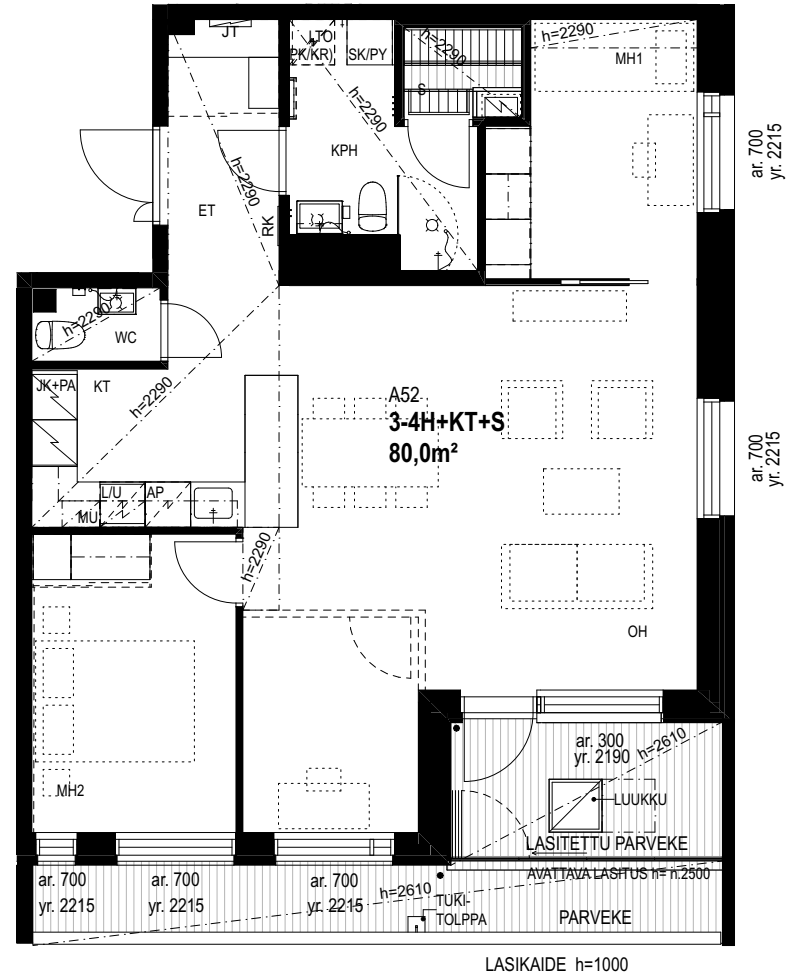 JT
LTO
(PK/KR)
SK/PY
h=2290
S
h=2290
MH1
h=2290
KPH
ar. 700
yr. 2215
h=2290
ET
RK
h=2290
WC
JK+PA
KT
h=2290
A52
3-4H+KT+S
80,0m²
ar. 700
yr. 2215
L/U
AP
MU
h=2290
OH
MH2
ar. 300
yr. 2190
h=2610
LUUKKU
LASITETTU PARVEKE
AVATTAVA LASITUS h= n.2500
ar. 700
yr. 2215
ar. 700
yr. 2215
ar. 700
yr. 2215
h=2610
TUKI-
TOLPPA
PARVEKE
LASIKAIDE h=1000